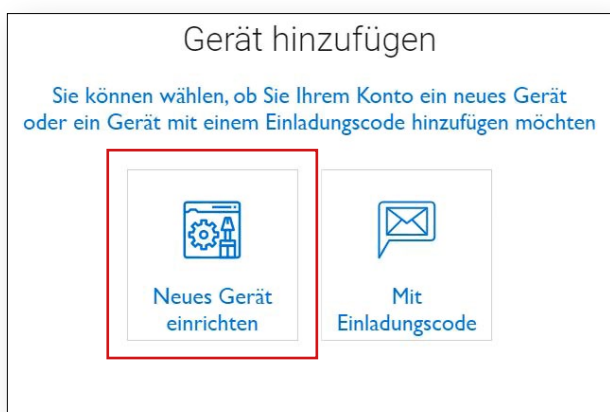 Gerät hinzufügen
Sie können wählen, ob Sie Ihrem Konto ein neues Gerät
oder ein Gerät mit einem Einladungscode hinzufügen möchten
Neues Gerät
einrichten
Mit
Einladungscode